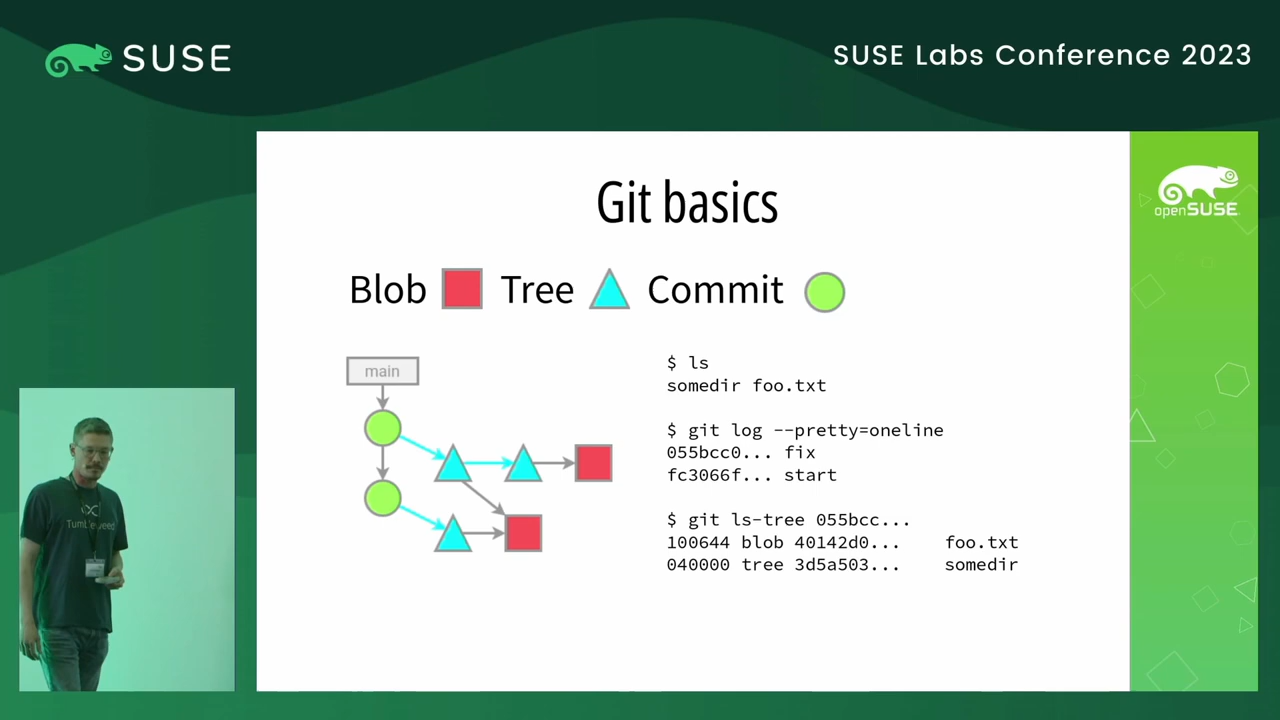 SUSE
SUSE Labs Conference 2023
openSUSE
Git basics
Blob Tree Commit
main
$ ls
somedir foo.txt
$ git log --pretty=oneline
055bcc0... fix
fc3066f... start
$ git ls-tree 055bcc...
100644 blob 40142d0... foo.txt
040000 tree 3d5a503... somedir
Tumbleweed